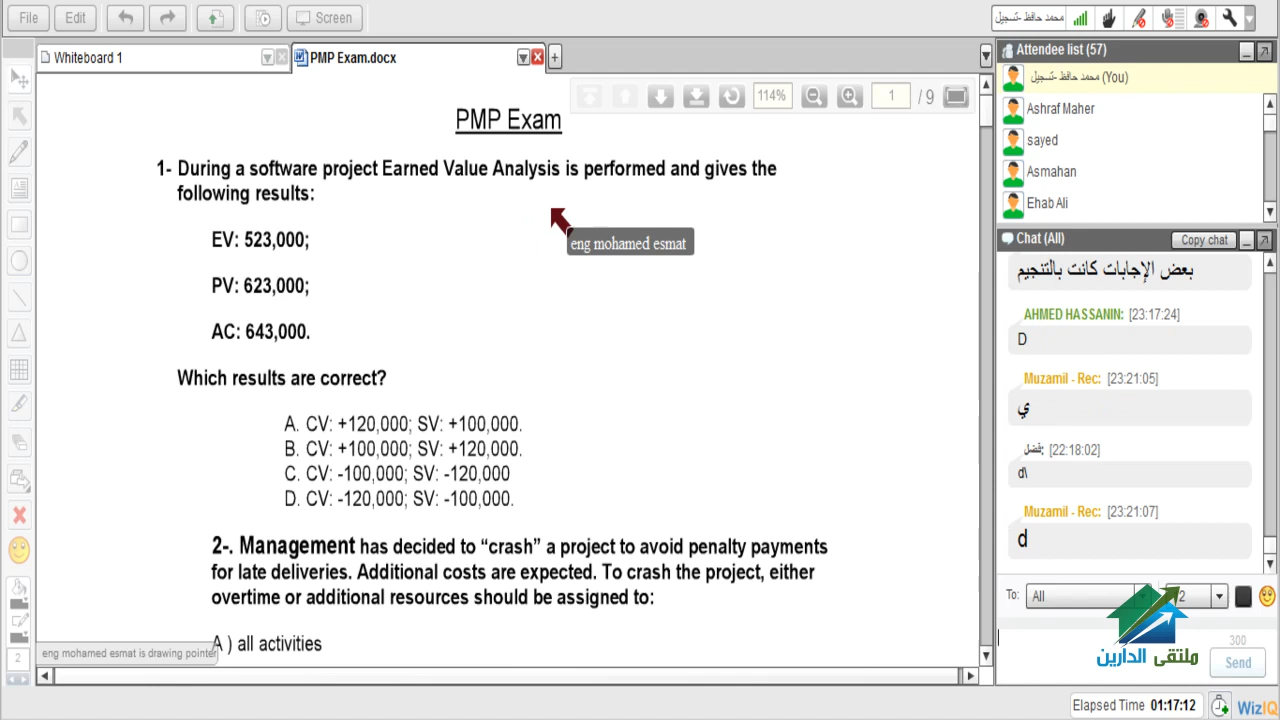 File
Edit
Screen
محمد حافظ -تسجيل
Whiteboard 1
PMP Exam.docx
114%
1
/ 9
PMP Exam
1- During a software project Earned Value Analysis is performed and gives the
following results:
eng mohamed esmat
EV: 523,000;
PV: 623,000;
AC: 643,000.
Which results are correct?
A. CV: +120,000; SV: +100,000.
B. CV: +100,000; SV: +120,000.
C. CV: -100,000; SV: -120,000
D. CV: -120,000; SV: -100,000.
2-. Management has decided to “crash” a project to avoid penalty payments
for late deliveries. Additional costs are expected. To crash the project, either
overtime or additional resources should be assigned to:
A ) all activities
eng mohamed esmat is drawing pointer
2
Attendee list (57)
محمد حافظ -تسجيل (You)
Ashraf Maher
sayed
Asmahan
Ehab Ali
Chat (All)
Copy chat
بعض الإجابات كانت بالتنجيم
AHMED HASSANIN: [23:17:24]
D
Muzamil - Rec: [23:21:05]
ي
فضل: [22:18:02]
d\
Muzamil - Rec: [23:21:07]
d
To:
All
2
300
Send
ملتقى الدارين
Elapsed Time 01:17:12
WizIQ